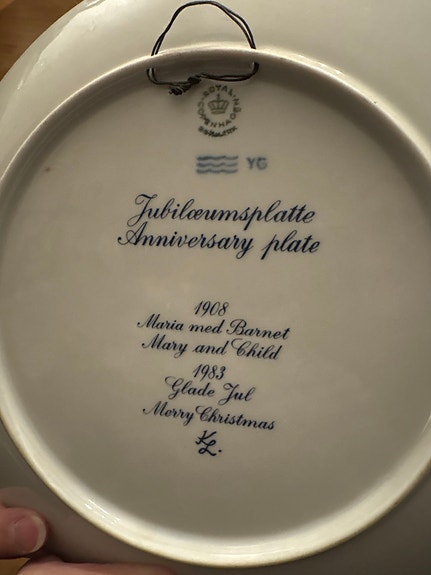 ROYAL COPENHAGEN
DENMARK
YG
Jubilæumsplatte
Anniversary plate
1908
Maria med Barnet
Mary and Child
1983
Glade Jul
Merry Christmas
KL.